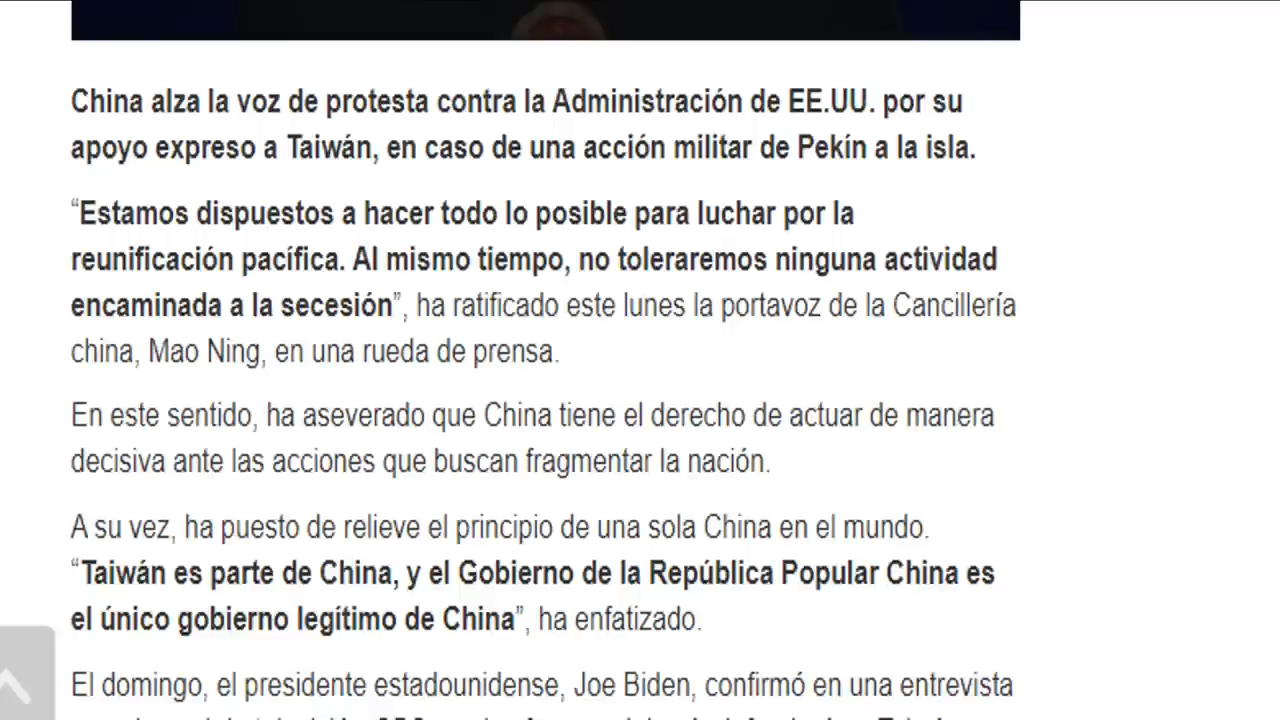 China alza la voz de protesta contra la Administración de EE.UU. por su
apoyo expreso a Taiwán, en caso de una acción militar de Pekín a la isla.
“Estamos dispuestos a hacer todo lo posible para luchar por la
reunificación pacífica. Al mismo tiempo, no toleraremos ninguna actividad
encaminada a la secesión”, ha ratificado este lunes la portavoz de la Cancillería
china, Mao Ning, en una rueda de prensa.
En este sentido, ha aseverado que China tiene el derecho de actuar de manera
decisiva ante las acciones que buscan fragmentar la nación.
A su vez, ha puesto de relieve el principio de una sola China en el mundo.
“Taiwán es parte de China, y el Gobierno de la República Popular China es
el único gobierno legítimo de China”, ha enfatizado.
El domingo, el presidente estadounidense, Joe Biden, confirmó en una entrevista